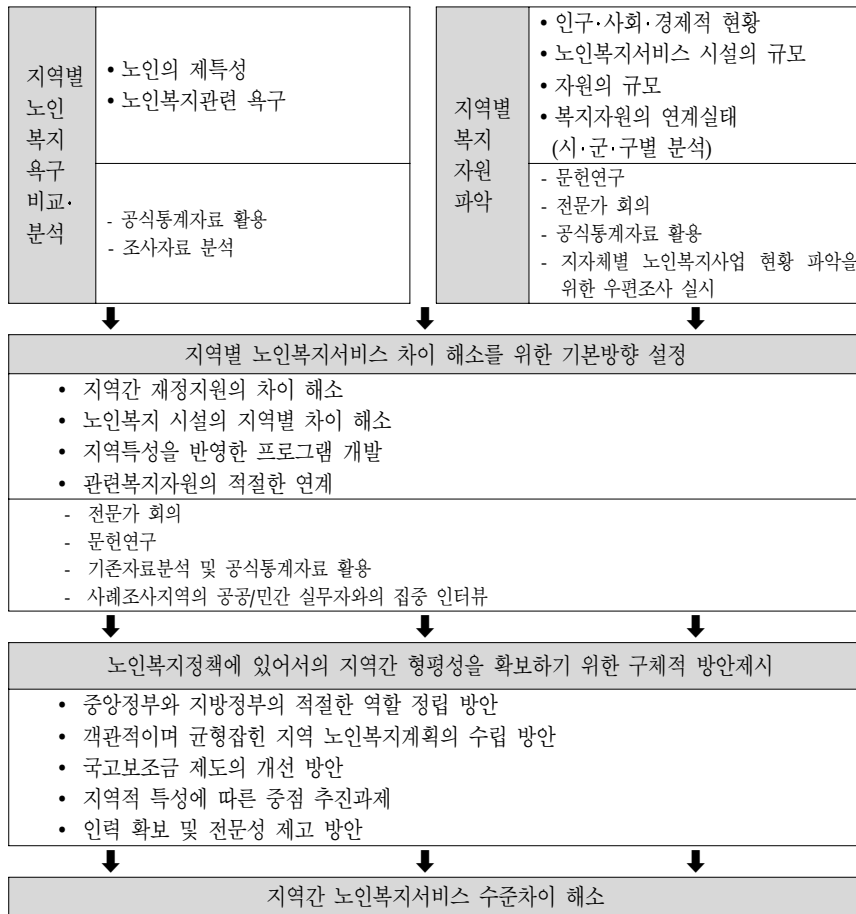 지역별
노인
복지
욕구
비교·
분석
• 노인의 제특성
• 노인복지관련 욕구
- 공식통계자료 활용
- 조사자료 분석
지역별
복지
자원
파악
• 인구·사회·경제적 현황
• 노인복지서비스 시설의 규모
• 자원의 규모
• 복지자원의 연계실태
(시·군·구별 분석)
- 문헌연구
- 전문가 회의
- 공식통계자료 활용
- 지자체별 노인복지사업 현황 파악을
위한 우편조사 실시
지역별 노인복지서비스 차이 해소를 위한 기본방향 설정
• 지역간 재정지원의 차이 해소
• 노인복지 시설의 지역별 차이 해소
• 지역특성을 반영한 프로그램 개발
• 관련복지자원의 적절한 연계
- 전문가 회의
- 문헌연구
- 기존자료분석 및 공식통계자료 활용
- 사례조사지역의 공공/민간 실무자와의 집중 인터뷰
노인복지정책에 있어서의 지역간 형평성을 확보하기 위한 구체적 방안제시
• 중앙정부와 지방정부의 적절한 역할 정립 방안
• 객관적이며 균형잡힌 지역 노인복지계획의 수립 방안
• 국고보조금 제도의 개선 방안
• 지역적 특성에 따른 중점 추진과제
• 인력 확보 및 전문성 제고 방안
지역간 노인복지서비스 수준차이 해소